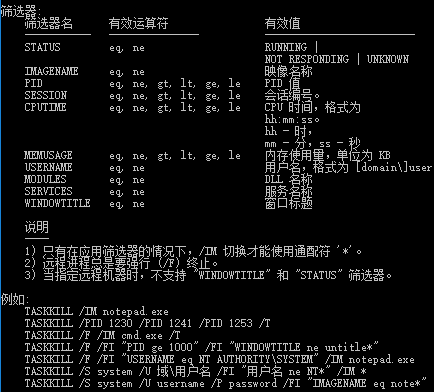 筛选器:
筛选器名 有效运算符 有效值
STATUS eq, ne RUNNING |
NOT RESPONDING | UNKNOWN
IMAGENAME eq, ne 映像名称
PID eq, ne, gt, lt, ge, le PID 值
SESSION eq, ne, gt, lt, ge, le 会话编号。
CPUTIME eq, ne, gt, lt, ge, le CPU 时间，格式为
hh:mm:ss。
hh - 时，
mm - 分，ss - 秒
MEMUSAGE eq, ne, gt, lt, ge, le 内存使用量，单位为 KB
USERNAME eq, ne 用户名，格式为 [domain\]user
MODULES eq, ne DLL 名称
SERVICES eq, ne 服务名称
WINDOWTITLE eq, ne 窗口标题
说明
1) 只有在应用筛选器的情况下，/IM 切换才能使用通配符 '*'。
2) 远程进程总是要强行 (/F) 终止。
3) 当指定远程机器时，不支持 "WINDOWTITLE" 和 "STATUS" 筛选器。
例如:
TASKKILL /IM notepad.exe
TASKKILL /PID 1230 /PID 1241 /PID 1253 /T
TASKKILL /F /IM cmd.exe /T
TASKKILL /F /FI "PID ge 1000" /FI "WINDOWTITLE ne untitle*"
TASKKILL /F /FI "USERNAME eq NT AUTHORITY\SYSTEM" /IM notepad.exe
TASKKILL /S system /U 域\用户名 /FI "用户名 ne NT*" /IM *
TASKKILL /S system /U username /P password /FI "IMAGENAME eq note*"